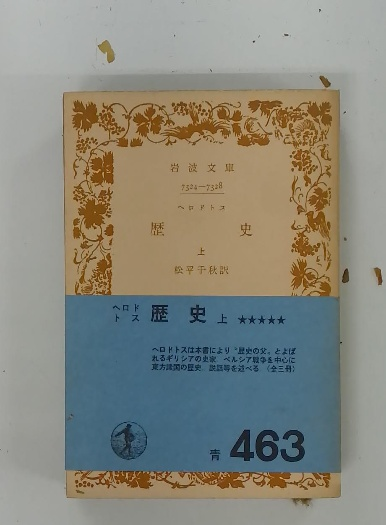 岩波文庫
7324—7328
ヘロドトス
歴史
上
松平千秋訳
ヘロド
トス 歴史 上 ★★★★★
ヘロドトスは本書により"歴史の父"とよば
れるギリシアの史家 ペルシア戦争を中心に
東方諸国の歴史、説話等を述べる （全三冊）
青 463